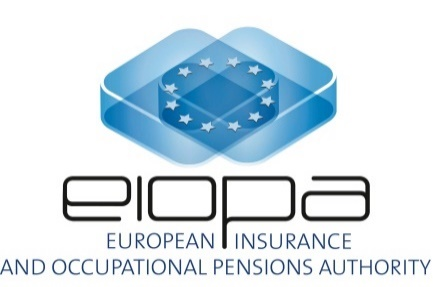 eiopa
EUROPEAN INSURANCE
AND OCCUPATIONAL PENSIONS AUTHORITY